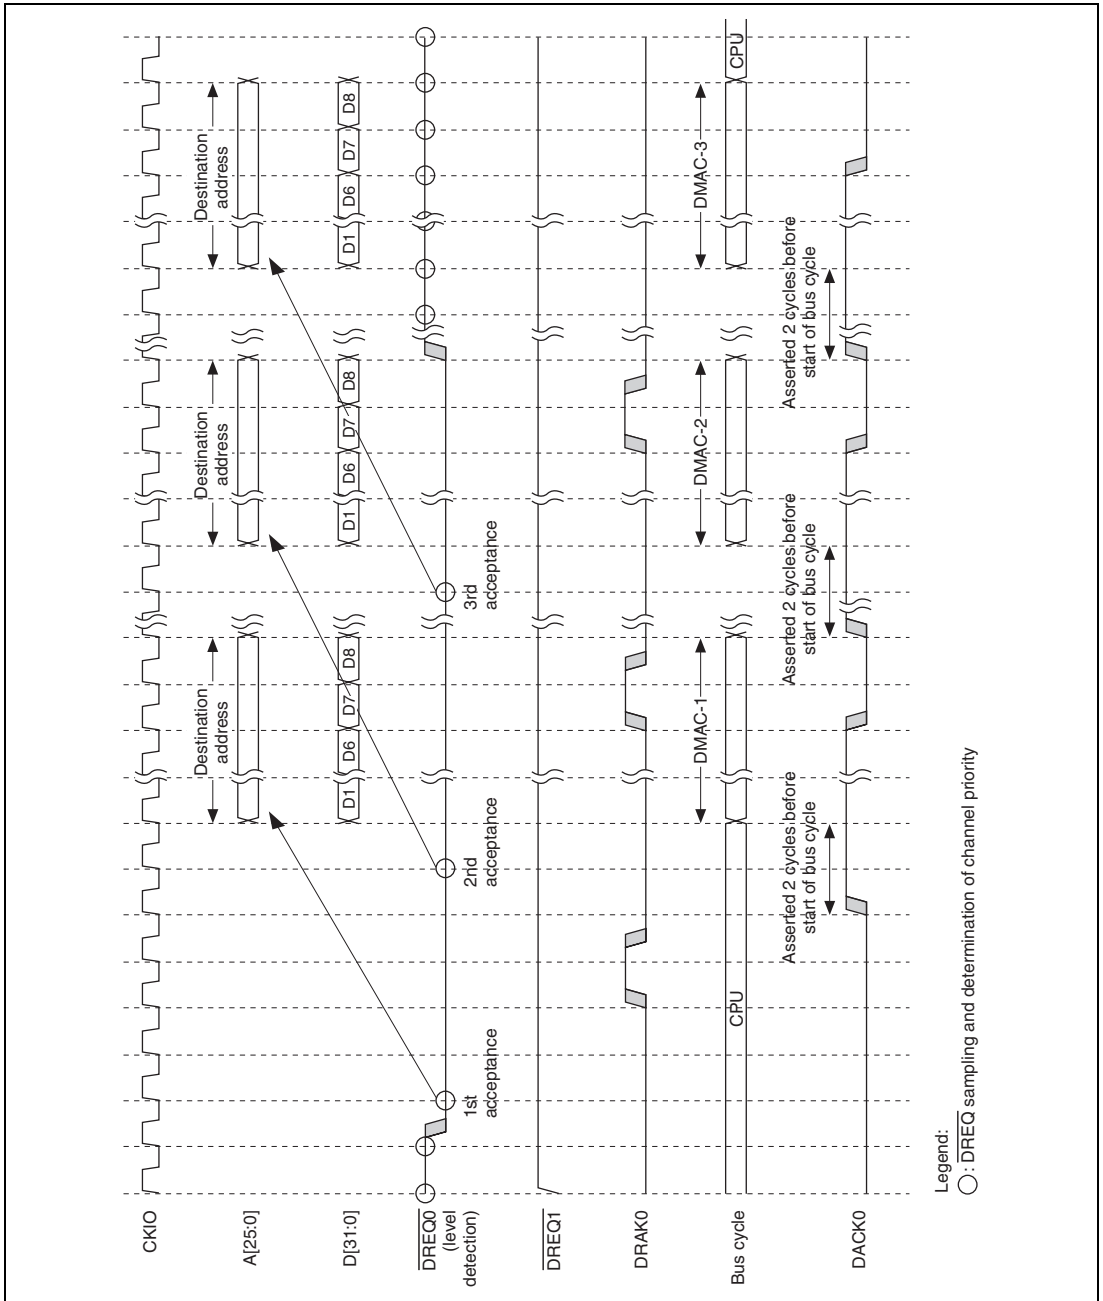 CKIO
A[25:0]
D[31:0]
DREQ0
(level
detection)
DREQ1
DRAK0
Bus cycle
DACK0
Destination
address
Destination
address
Destination
address
D1
D6
D7
D8
D1
D6
D7
D8
D1
D6
D7
D8
1st
acceptance
2nd
acceptance
3rd
acceptance
CPU
DMAC-1
DMAC-2
DMAC-3
CPU
Asserted 2 cycles before
start of bus cycle
Asserted 2 cycles before
start of bus cycle
Asserted 2 cycles before
start of bus cycle
Legend:
: DREQ sampling and determination of channel priority